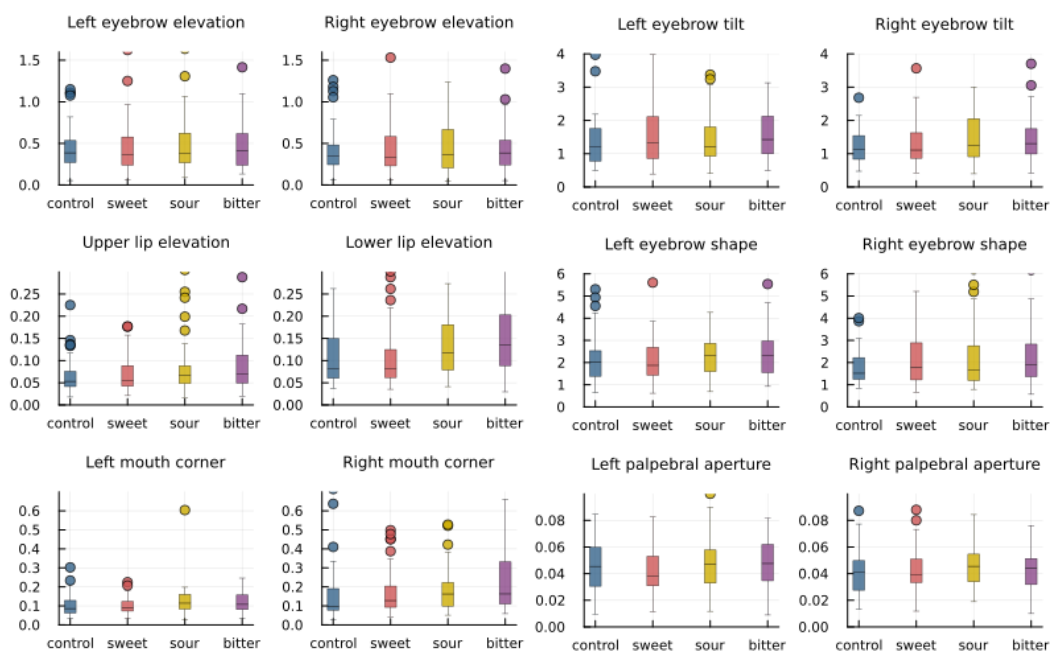 Left eyebrow elevation
1.5
1.0
0.5
0.0
control sweet sour bitter
Right eyebrow elevation
1.5
1.0
0.5
0.0
control sweet sour bitter
Left eyebrow tilt
4
3
2
1
0
control sweet sour bitter
Right eyebrow tilt
4
3
2
1
0
control sweet sour bitter
Upper lip elevation
0.25
0.20
0.15
0.10
0.05
0.00
control sweet sour bitter
Lower lip elevation
0.25
0.20
0.15
0.10
0.05
0.00
control sweet sour bitter
Left eyebrow shape
6
5
4
3
2
1
0
control sweet sour bitter
Right eyebrow shape
6
5
4
3
2
1
0
control sweet sour bitter
Left mouth corner
0.6
0.5
0.4
0.3
0.2
0.1
0.0
control sweet sour bitter
Right mouth corner
0.6
0.5
0.4
0.3
0.2
0.1
0.0
control sweet sour bitter
Left palpebral aperture
0.08
0.06
0.04
0.02
0.00
control sweet sour bitter
Right palpebral aperture
0.08
0.06
0.04
0.02
0.00
control sweet sour bitter